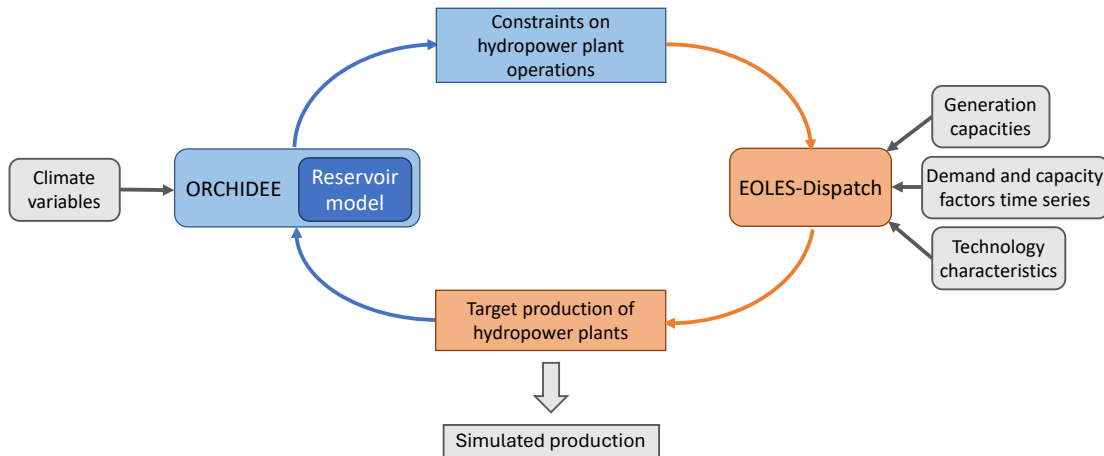 Constraints on
hydropower plant
operations
Generation
capacities
Climate
variables
ORCHIDEE
Reservoir
model
EOLES-Dispatch
Demand and capacity
factors time series
Technology
characteristics
Target production of
hydropower plants
Simulated production